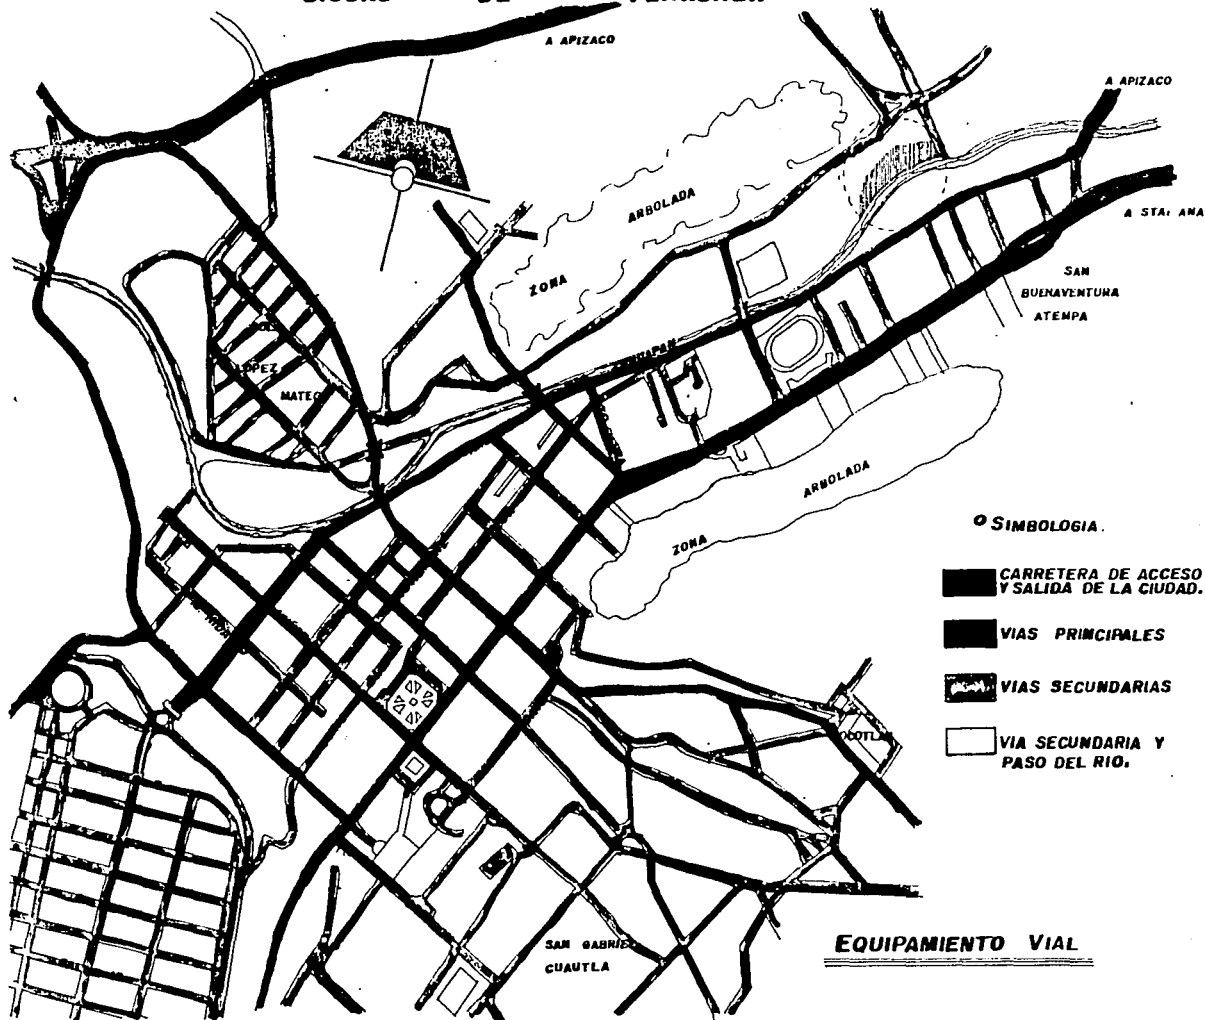 A APIZACO
A APIZACO
ARBOLADA
ZONA
A STA. ANA
SAN
BUENAVENTURA
ATEMPA
LOPEZ
MATEO
ARBOLADA
ZONA
SIMBOLOGIA.
CARRETERA DE ACCESO
Y SALIDA DE LA CIUDAD.
VIAS PRINCIPALES
VIAS SECUNDARIAS
VIA SECUNDARIA Y
PASO DEL RIO.
SAN GABRIEL
CUAUTLA
EQUIPAMIENTO VIAL